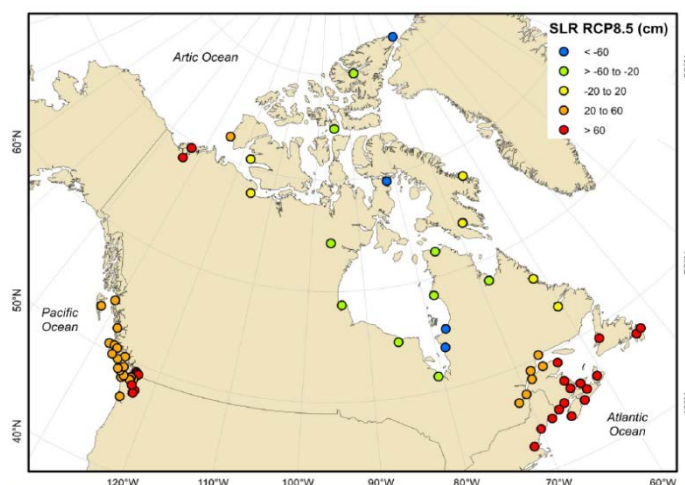 SLR RCP8.5 (cm)
< -60
> -60 to -20
-20 to 20
20 to 60
> 60
Artic Ocean
60°N
50°N
Pacific
Ocean
40°N
Atlantic
Ocean
120°W
110°W
100°W
90°W
80°W
70°W
60°W